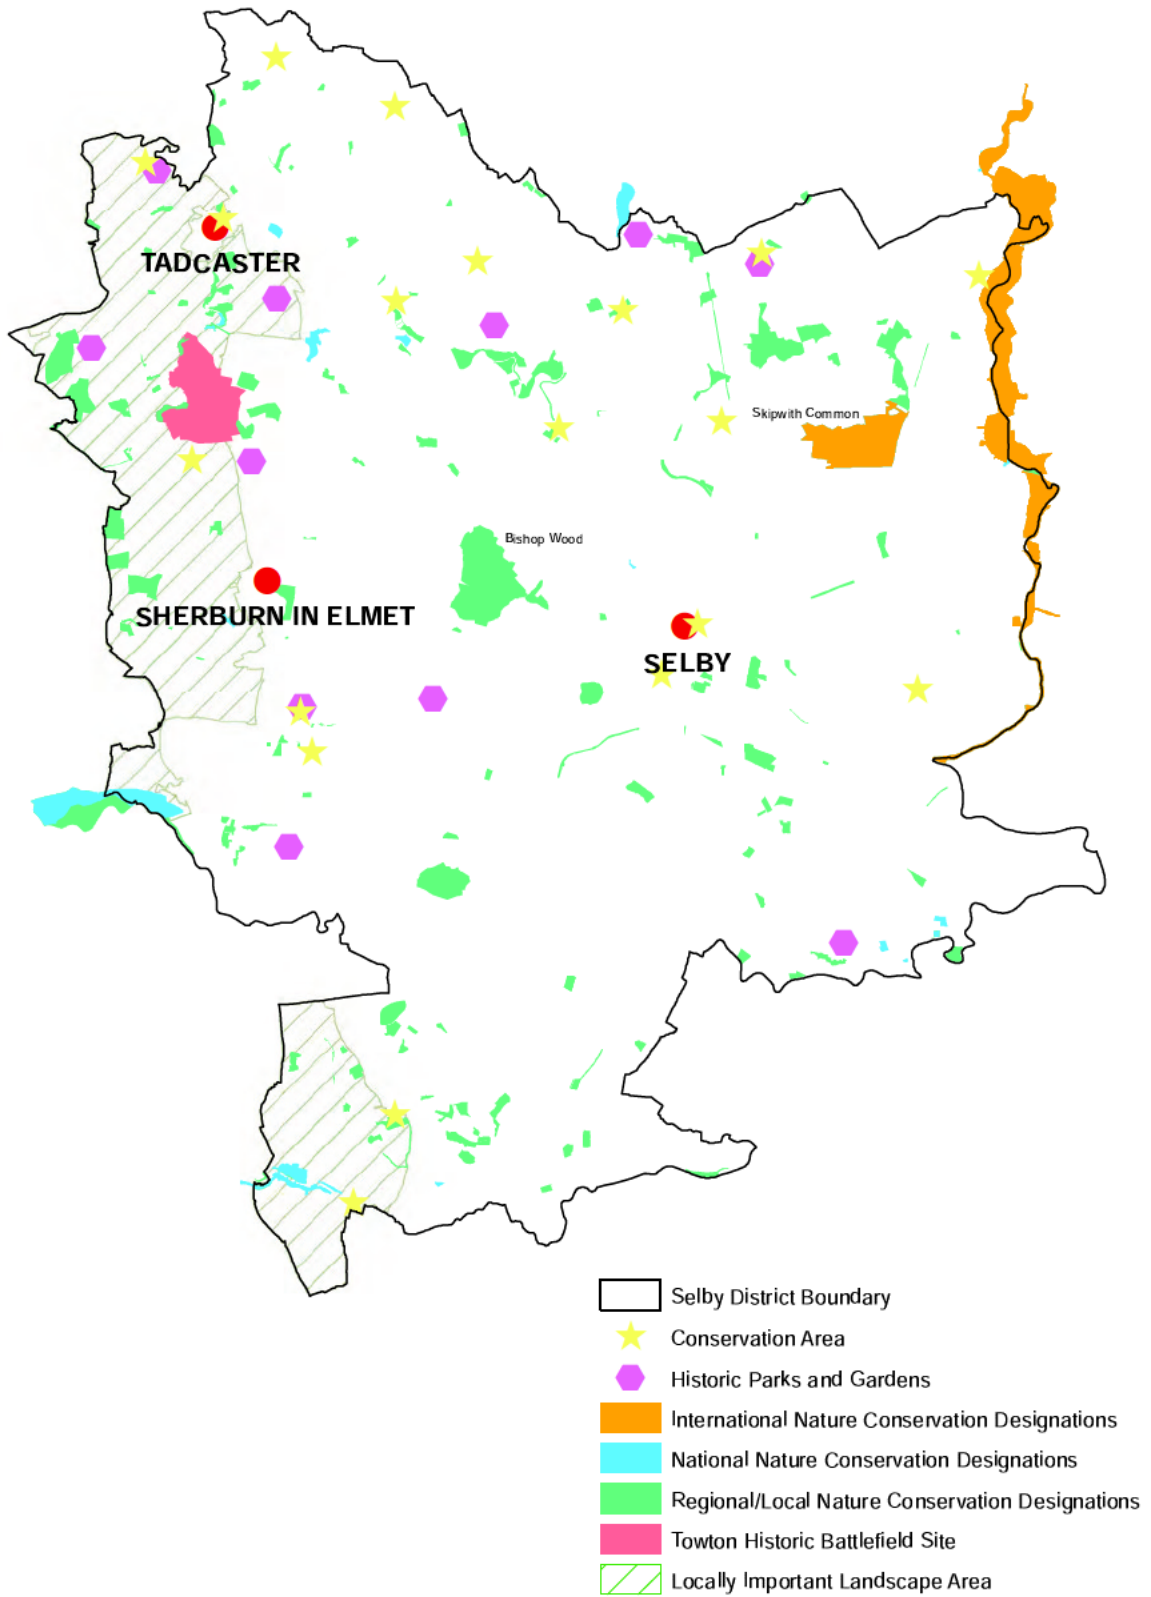 TADCASTER
Skipwith Common
Bishop Wood
SHERBURN IN ELMET
SELBY
Selby District Boundary
Conservation Area
Historic Parks and Gardens
International Nature Conservation Designations
National Nature Conservation Designations
Regional/Local Nature Conservation Designations
Towton Historic Battlefield Site
Locally Important Landscape Area